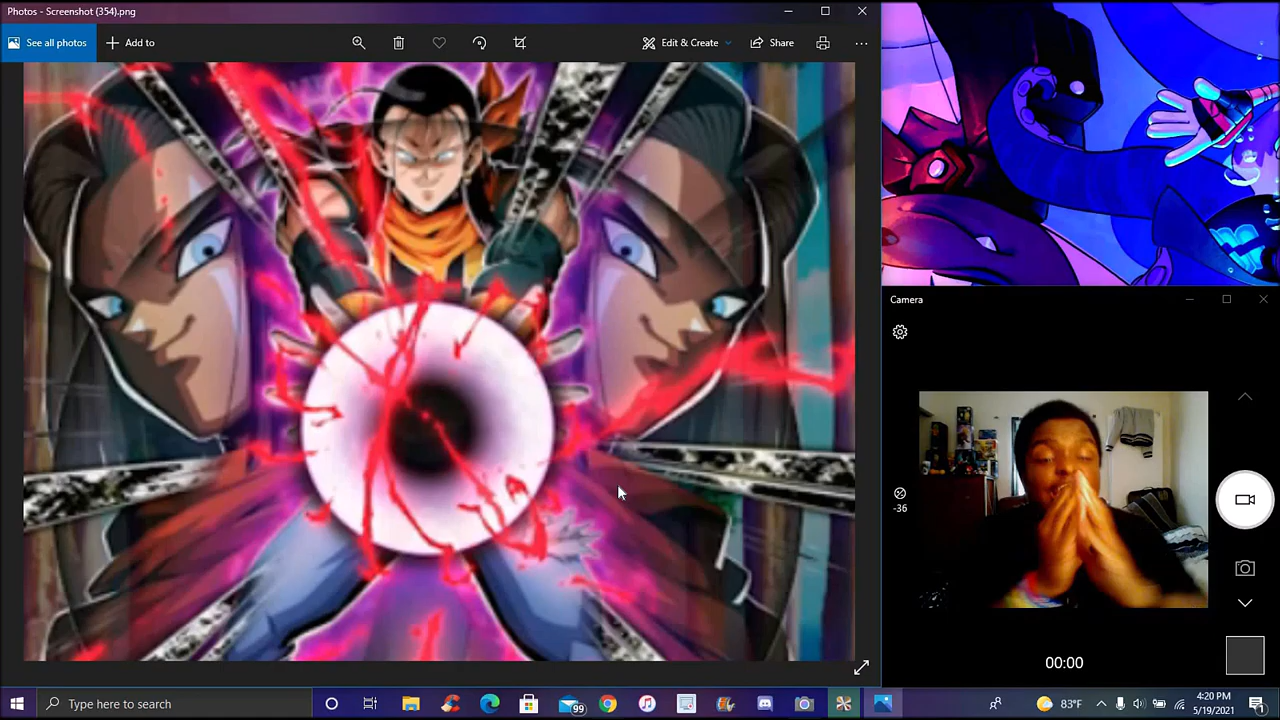 Photos - Screenshot (354).png
See all photos
Add to
Edit & Create
Share
Camera
-36
00:00
Type here to search
99
83°F
4:20 PM
5/19/2021
1